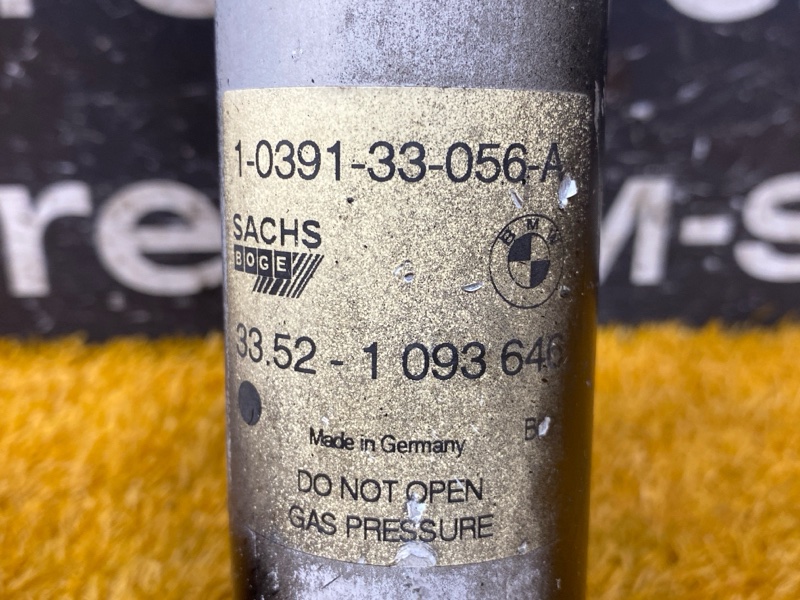 1-0391-33-056-A
SACHS
BOGE
BMW
33.52 - 1 093 646
Made in Germany
DO NOT OPEN
GAS PRESSURE